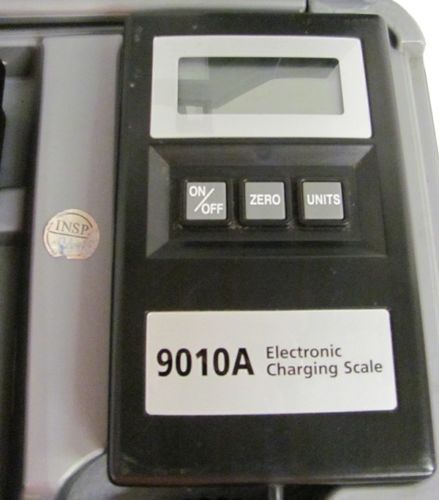 ON/OFF
ZERO
UNITS
INSP
9010A Electronic
Charging Scale